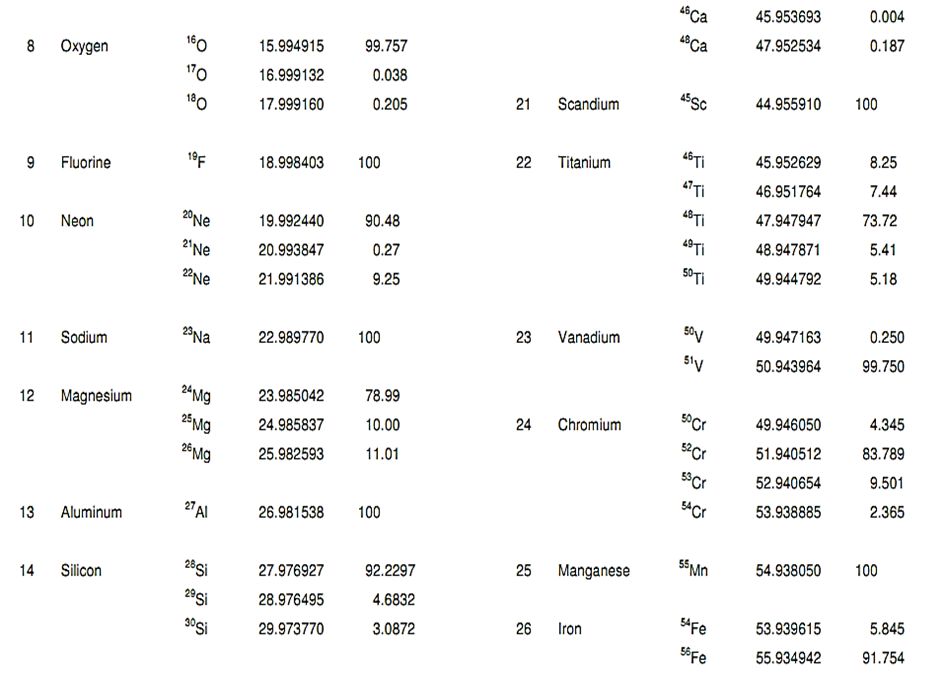 8 Oxygen ¹⁶O 15.994915 99.757
¹⁷O 16.999132 0.038
¹⁸O 17.999160 0.205
9 Fluorine ¹⁹F 18.998403 100
10 Neon ²⁰Ne 19.992440 90.48
²¹Ne 20.993847 0.27
²²Ne 21.991386 9.25
11 Sodium ²³Na 22.989770 100
12 Magnesium ²⁴Mg 23.985042 78.99
²⁵Mg 24.985837 10.00
²⁶Mg 25.982593 11.01
13 Aluminum ²⁷Al 26.981538 100
14 Silicon ²⁸Si 27.976927 92.2297
²⁹Si 28.976495 4.6832
³⁰Si 29.973770 3.0872
⁴⁶Ca 45.953693 0.004
⁴⁸Ca 47.952534 0.187
21 Scandium ⁴⁵Sc 44.955910 100
22 Titanium ⁴⁶Ti 45.952629 8.25
⁴⁷Ti 46.951764 7.44
⁴⁸Ti 47.947947 73.72
⁴⁹Ti 48.947871 5.41
⁵⁰Ti 49.944792 5.18
23 Vanadium ⁵⁰V 49.947163 0.250
⁵¹V 50.943964 99.750
24 Chromium ⁵⁰Cr 49.946050 4.345
⁵²Cr 51.940512 83.789
⁵³Cr 52.940654 9.501
⁵⁴Cr 53.938885 2.365
25 Manganese ⁵⁵Mn 54.938050 100
26 Iron ⁵⁴Fe 53.939615 5.845
⁵⁶Fe 55.934942 91.754